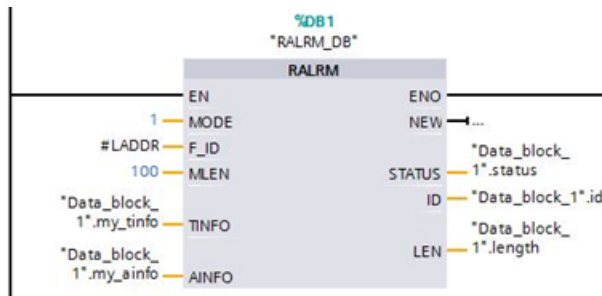 %DB1
"RALRM_DB"
RALRM
EN ENO
1 MODE NEW ...
#LADDR F_ID
100 MLEN
"Data_block_
STATUS 1".status
ID "Data_block_1".id
"Data_block_
1".my_tinfo TINFO
"Data_block_
LEN 1".length
"Data_block_
1".my_ainfo AINFO